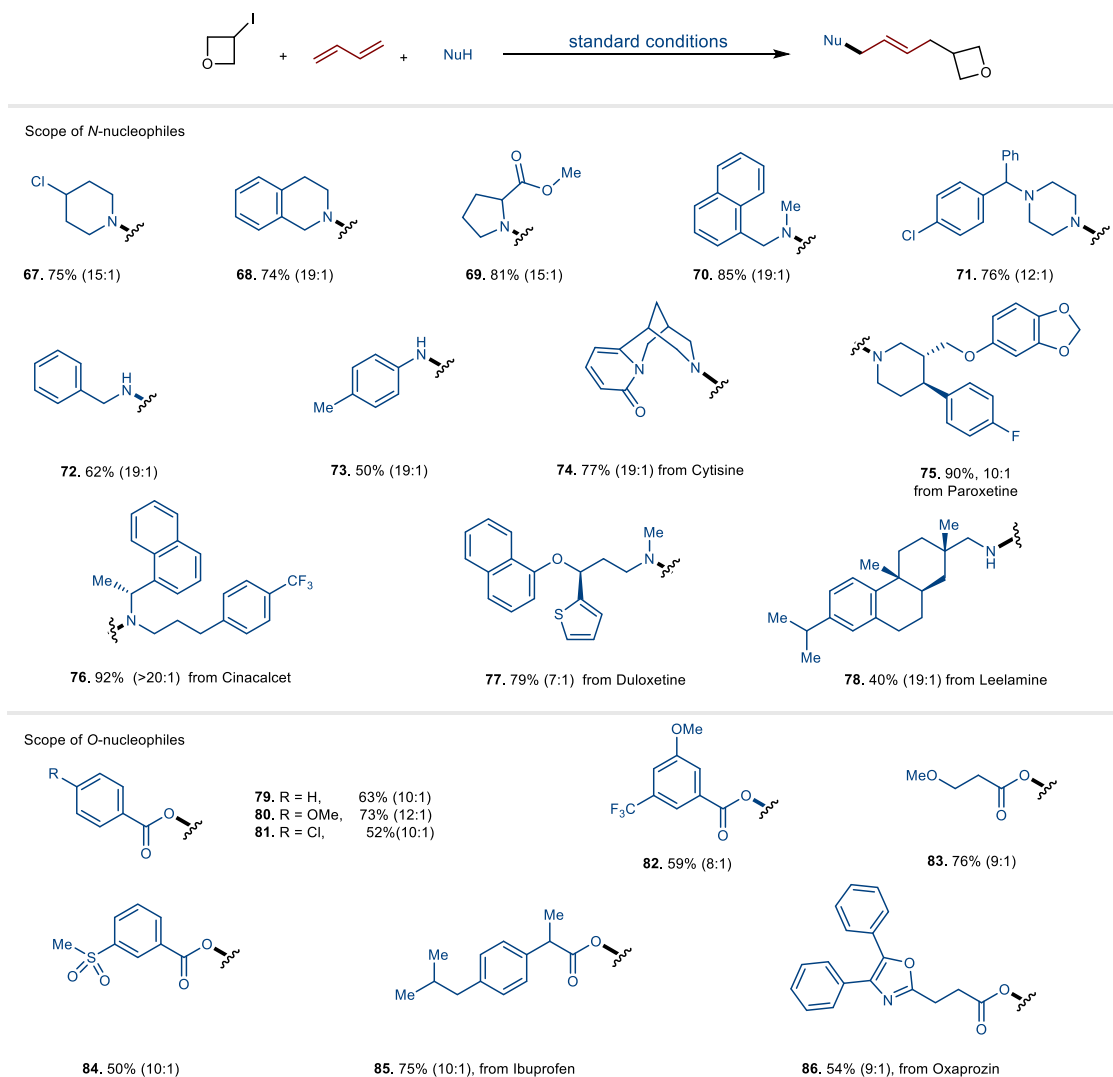 I
O
+
+
NuH
standard conditions
Nu
O
Scope of N-nucleophiles
Cl
N
67. 75% (15:1)
N
68. 74% (19:1)
O
Me
O
N
69. 81% (15:1)
Me
N
70. 85% (19:1)
Ph
N
N
Cl
71. 76% (12:1)
H
N
72. 62% (19:1)
H
N
Me
73. 50% (19:1)
N
N
O
74. 77% (19:1) from Cytisine
N
O
O
O
F
75. 90%, 10:1
from Paroxetine
Me
N
CF3
76. 92% (>20:1) from Cinacalcet
O
Me
N
S
77. 79% (7:1) from Duloxetine
Me
Me
NH
Me
Me
78. 40% (19:1) from Leelamine
Scope of O-nucleophiles
R
O
O
79. R = H, 63% (10:1)
80. R = OMe, 73% (12:1)
81. R = Cl, 52%(10:1)
OMe
F3C
O
O
82. 59% (8:1)
MeO
O
O
83. 76% (9:1)
Me
S
O
O
O
O
84. 50% (10:1)
Me
O
O
Me
Me
85. 75% (10:1), from Ibuprofen
O
N
O
O
86. 54% (9:1), from Oxaprozin